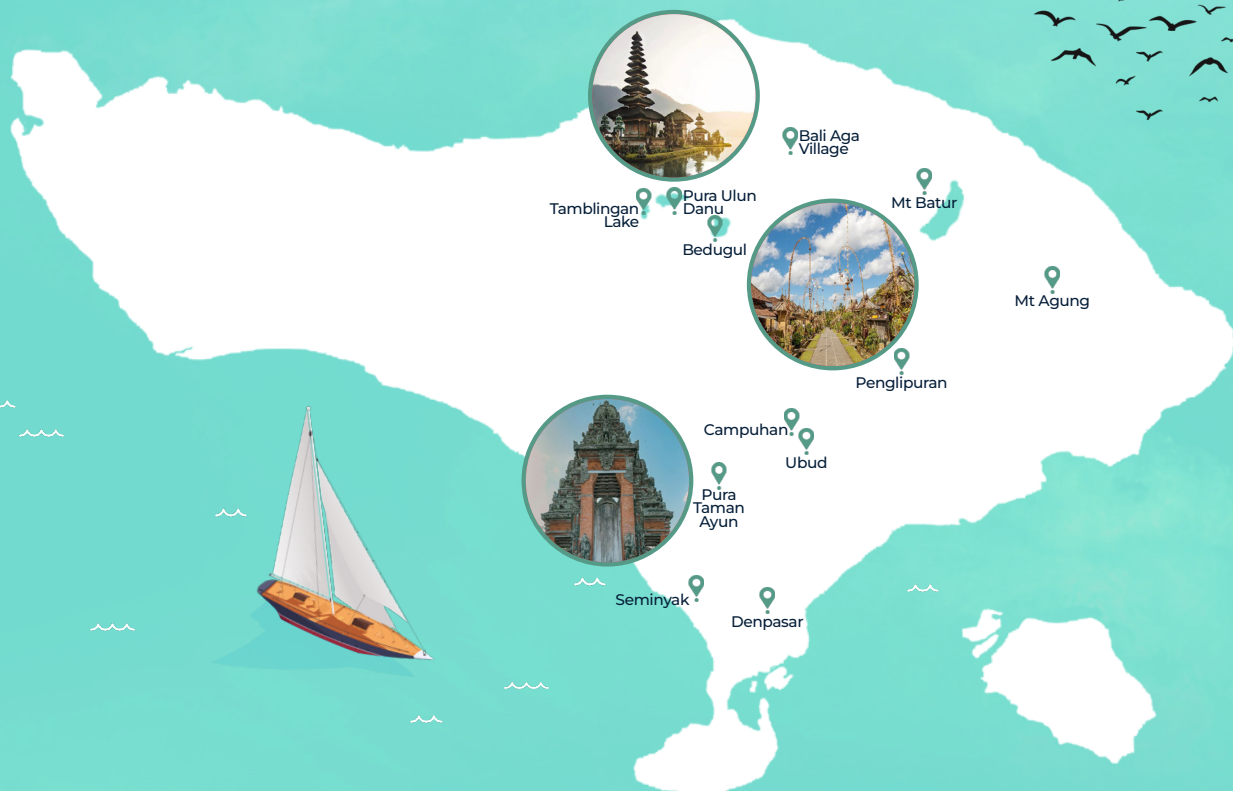 Bali Aga
Village
Pura Ulun
Danu
Tamblingan
Lake
Mt Batur
Bedugul
Mt Agung
Penglipuran
Campuhan
Ubud
Pura
Taman
Ayun
Seminyak
Denpasar